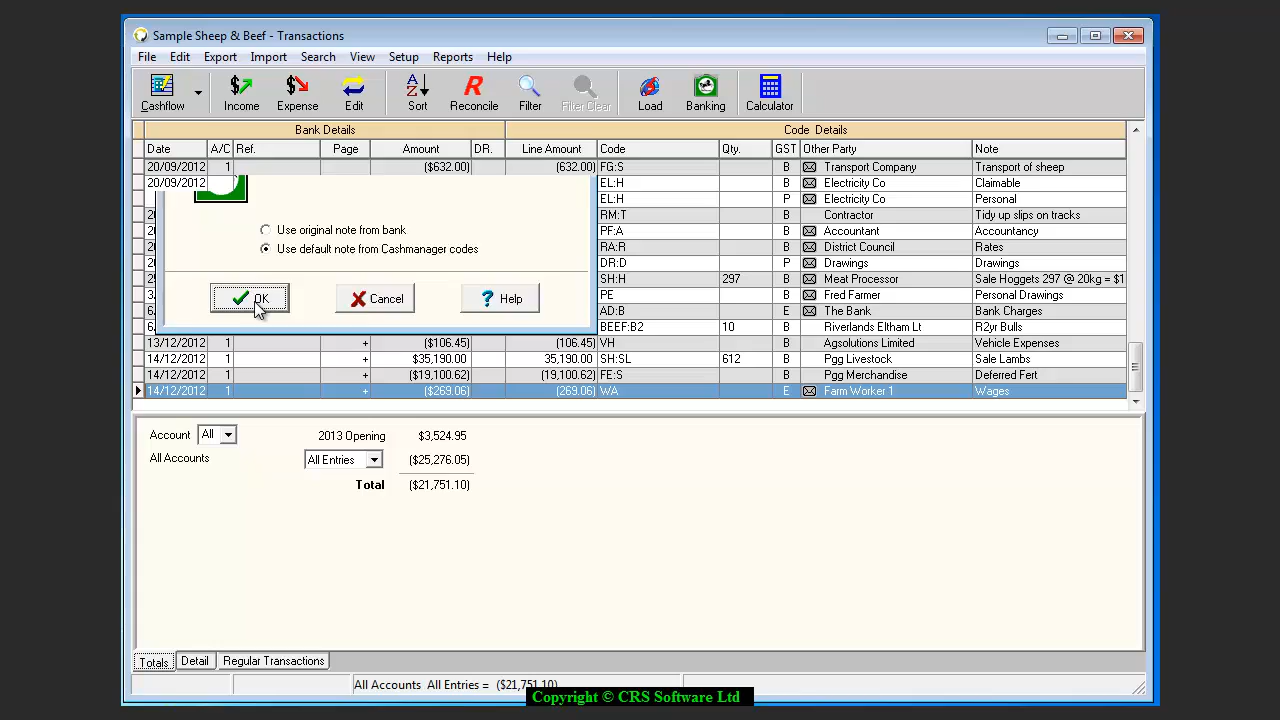 Sample Sheep & Beef - Transactions
File Edit Export Import Search View Setup Reports Help
Cashflow Income Expense Edit Sort Reconcile Filter Filter Clear Load Banking Calculator
Bank Details Code Details
Date A/C Ref. Page Amount DR. Line Amount Code Qty. GST Other Party Note
20/09/2012 1 ($632.00) (632.00) FG:S B Transport Company Transport of sheep
20/09/2012 EL:H B Electricity Co Claimable
EL:H P Electricity Co Personal
RM:T B Contractor Tidy up slips on tracks
Use original note from bank PF:A B Accountant Accountancy
Use default note from Cashmanager codes RA:R B District Council Rates
DR:D P Drawings Drawings
SH:H 297 B Meat Processor Sale Hoggets 297 @ 20kg = $1
OK Cancel Help PE B Fred Farmer Personal Drawings
AD:B E The Bank Bank Charges
BEEF:B2 10 B Riverlands Eltham Lt R2yr Bulls
13/12/2012 1 + ($106.45) (106.45) VH B Agsolutions Limited Vehicle Expenses
14/12/2012 1 + $35,190.00 35,190.00 SH:SL 612 B Pgg Livestock Sale Lambs
14/12/2012 1 + ($19,100.62) (19,100.62) FE:S B Pgg Merchandise Deferred Fert
14/12/2012 1 + ($269.06) (269.06) WA E Farm Worker 1 Wages
Account All 2013 Opening $3,524.95
All Accounts All Entries ($25,276.05)
Total ($21,751.10)
Totals Detail Regular Transactions
All Accounts All Entries = ($21,751.10)
Copyright © CRS Software Ltd